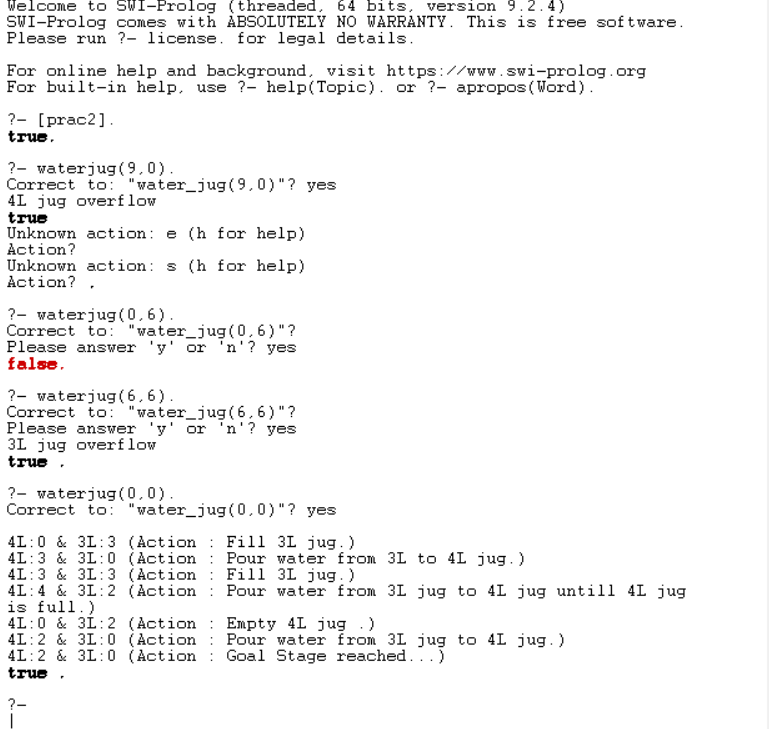 Welcome to SWI-Prolog (threaded, 64 bits, version 9.2.4)
SWI-Prolog comes with ABSOLUTELY NO WARRANTY. This is free software.
Please run ?- license. for legal details.
For online help and background, visit https://www.swi-prolog.org
For built-in help, use ?- help(Topic). or ?- apropos(Word).
?- [prac2].
true.
?- waterjug(9,0).
Correct to: "water_jug(9,0)"? yes
4L jug overflow
true
Unknown action: e (h for help)
Action?
Unknown action: s (h for help)
Action? .
?- waterjug(0,6).
Correct to: "water_jug(0,6)"?
Please answer 'y' or 'n'? yes
false.
?- waterjug(6,6).
Correct to: "water_jug(6,6)"?
Please answer 'y' or 'n'? yes
3L jug overflow
true .
?- waterjug(0,0).
Correct to: "water_jug(0,0)"? yes
4L:0 & 3L:3 (Action : Fill 3L jug.)
4L:3 & 3L:0 (Action : Pour water from 3L to 4L jug.)
4L:3 & 3L:3 (Action : Fill 3L jug.)
4L:4 & 3L:2 (Action : Pour water from 3L jug to 4L jug untill 4L jug
is full.)
4L:0 & 3L:2 (Action : Empty 4L jug .)
4L:2 & 3L:0 (Action : Pour water from 3L jug to 4L jug.)
4L:2 & 3L:0 (Action : Goal Stage reached...)
true .
?-